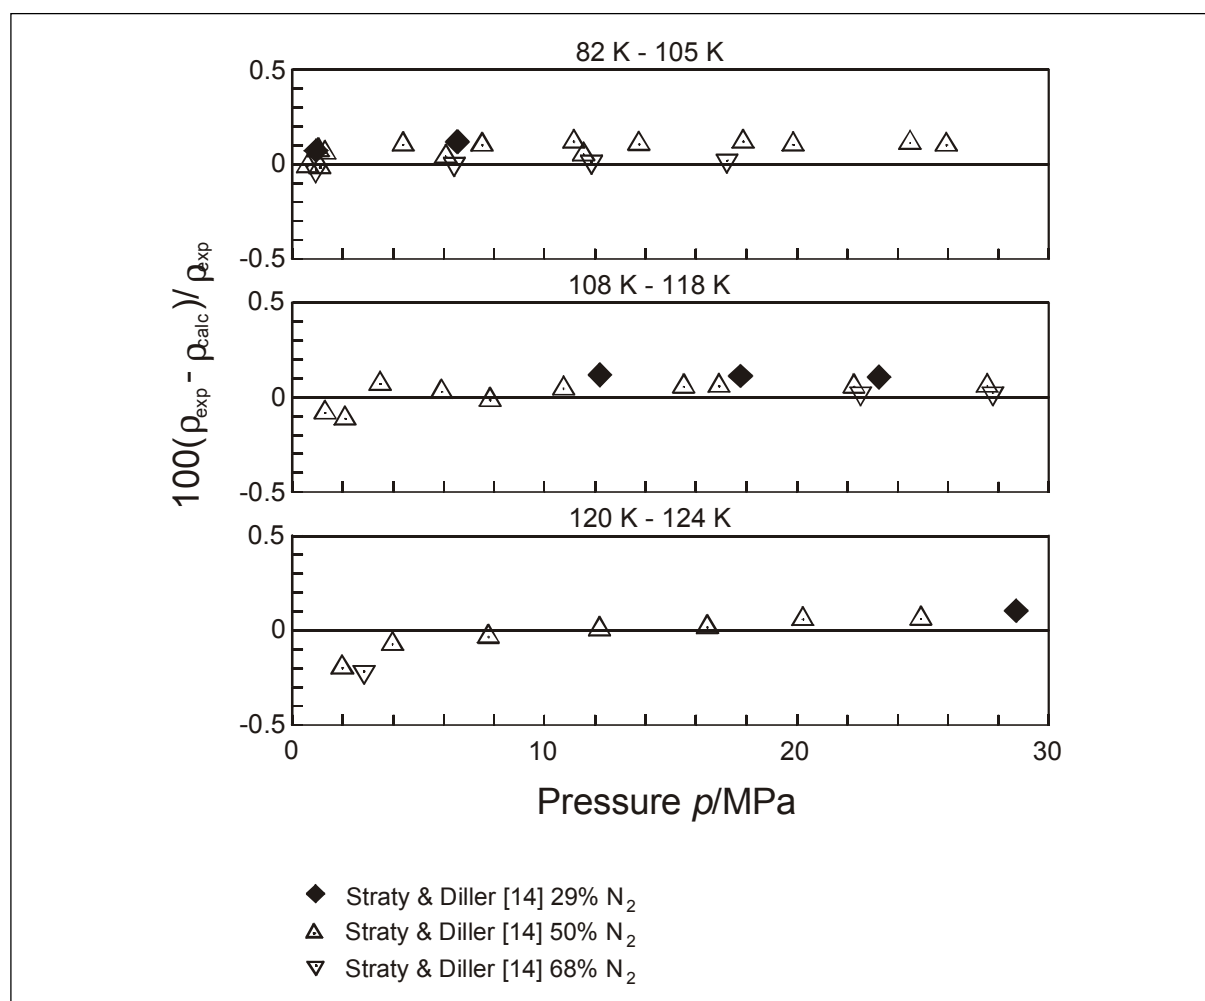 82 K - 105 K
0.5
0
-0.5
108 K - 118 K
0.5
0
-0.5
120 K - 124 K
0.5
0
-0.5
0 10 20 30
100(ρexp - ρcalc)/ρexp
Pressure p/MPa
Straty & Diller [14] 29% N2
Straty & Diller [14] 50% N2
Straty & Diller [14] 68% N2